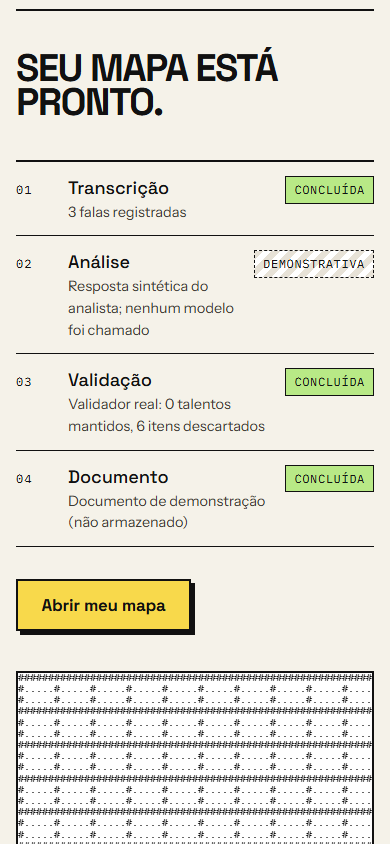 SEU MAPA ESTÁ
PRONTO.
01
Transcrição
CONCLUÍDA
3 falas registradas
02
Análise
DEMONSTRATIVA
Resposta sintética do
analista; nenhum modelo
foi chamado
03
Validação
CONCLUÍDA
Validador real: 0 talentos
mantidos, 6 itens descartados
04
Documento
CONCLUÍDA
Documento de demonstração
(não armazenado)
Abrir meu mapa
###########################################################
#.....#.....#.....#.....#.....#.....#.....#.....#.....#....
#.....#.....#.....#.....#.....#.....#.....#.....#.....#....
###########################################################
#.....#.....#.....#.....#.....#.....#.....#.....#.....#....
#.....#.....#.....#.....#.....#.....#.....#.....#.....#....
###########################################################
#.....#.....#.....#.....#.....#.....#.....#.....#.....#....
#.....#.....#.....#.....#.....#.....#.....#.....#.....#....
###########################################################
#.....#.....#.....#.....#.....#.....#.....#.....#.....#....
#.....#.....#.....#.....#.....#.....#.....#.....#.....#....
###########################################################
#.....#.....#.....#.....#.....#.....#.....#.....#.....#....
#.....#.....#.....#.....#.....#.....#.....#.....#.....#....